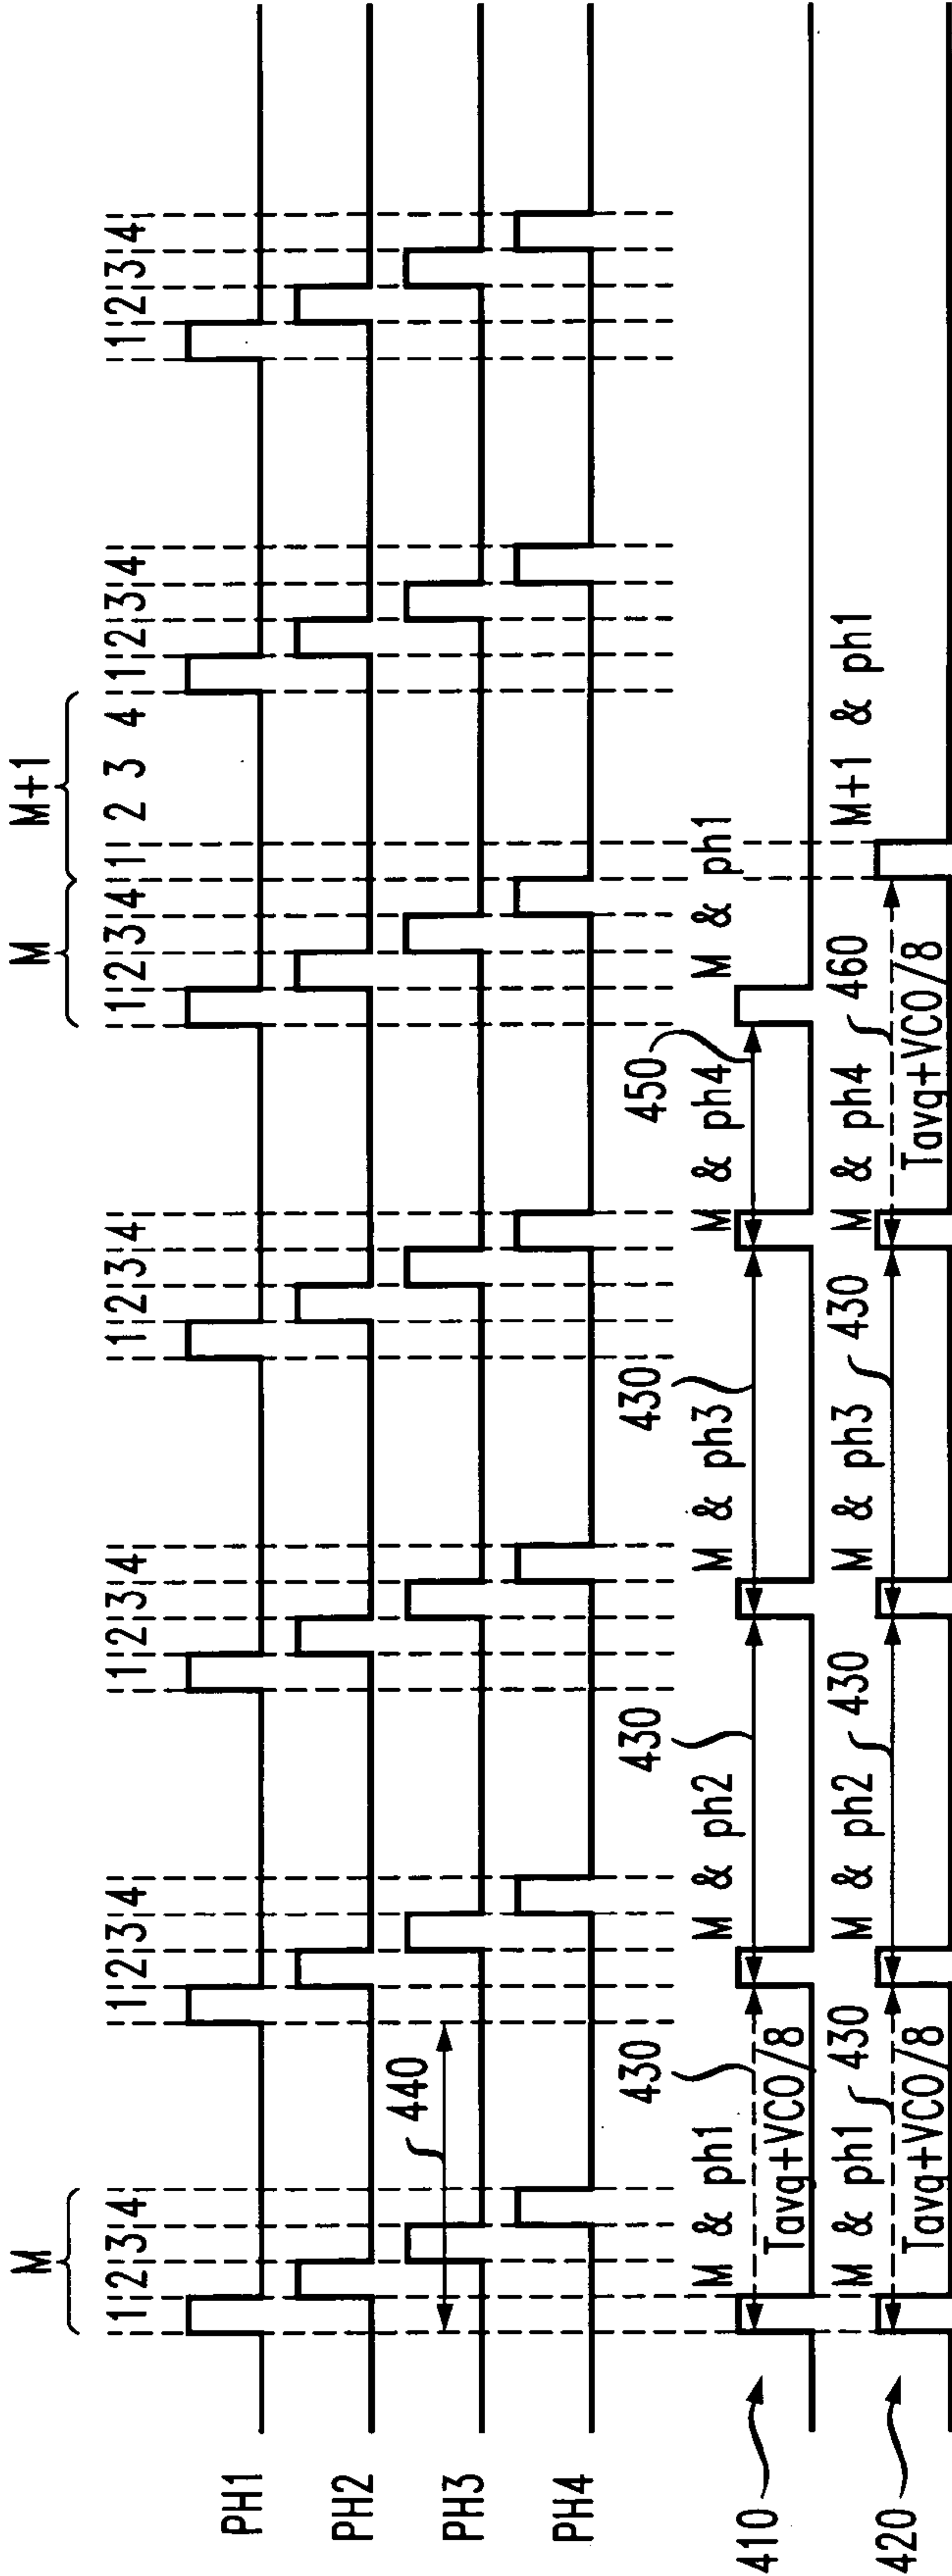 M M M+1
1 2 3 4 1 2 3 4 1 2 3 4 1 2 3 4 1 2 3 4 1 2 3 4 1 2 3 4 1 2 3 4
PH1
PH2
440
PH3
PH4
430 430 430 450
M & ph1 M & ph2 M & ph3 M & ph4 M & ph1
410
Tavg+VCO/8
M & ph1 430 M & ph2 430 M & ph3 430 M & ph4 460 M+1 & ph1
420
Tavg+VCO/8 Tavg+VCO/8